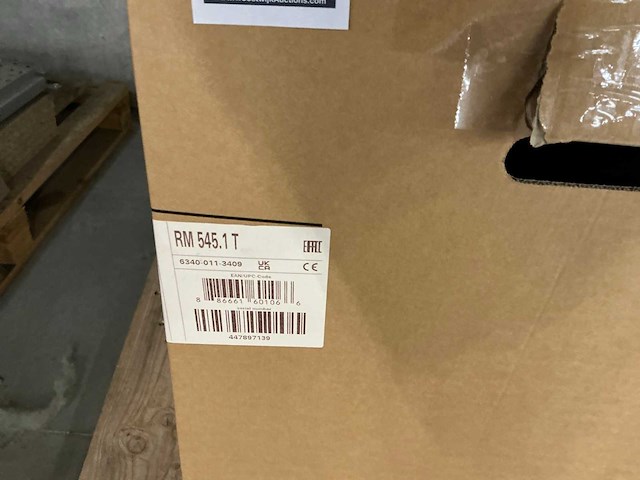 RM 545.1 T
EAC
6340-011-3409
UK
CA
CE
EAN/UPC-Code
8 86661 60106 6
447897139